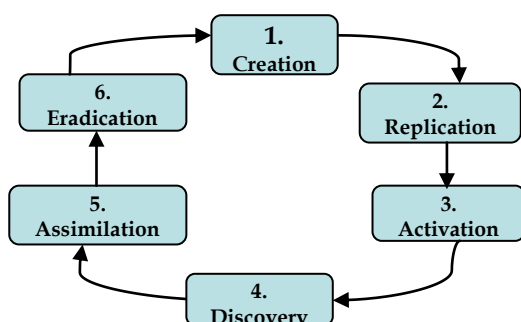 1.
Creation
2.
Replication
3.
Activation
4.
Discovery
5.
Assimilation
6.
Eradication